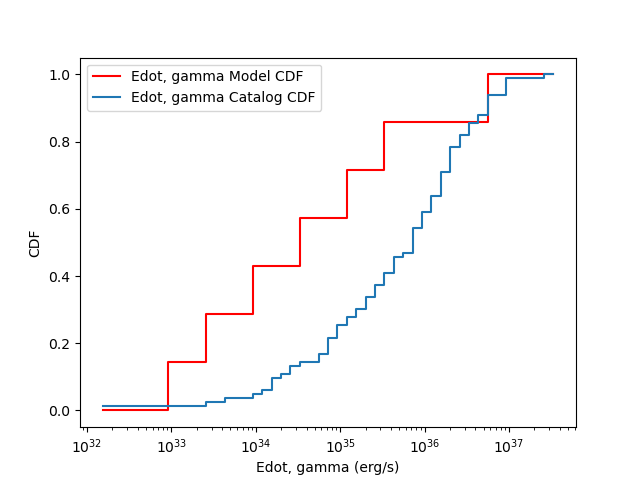 Edot, gamma Model CDF
Edot, gamma Catalog CDF
CDF
1.0
0.8
0.6
0.4
0.2
0.0
10^32 10^33 10^34 10^35 10^36 10^37
Edot, gamma (erg/s)